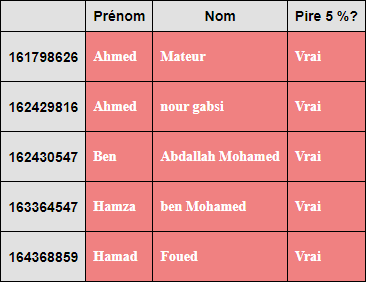 Prénom Nom Pire 5 %?
161798626 Ahmed Mateur Vrai
162429816 Ahmed nour gabsi Vrai
162430547 Ben Abdallah Mohamed Vrai
163364547 Hamza ben Mohamed Vrai
164368859 Hamad Foued Vrai